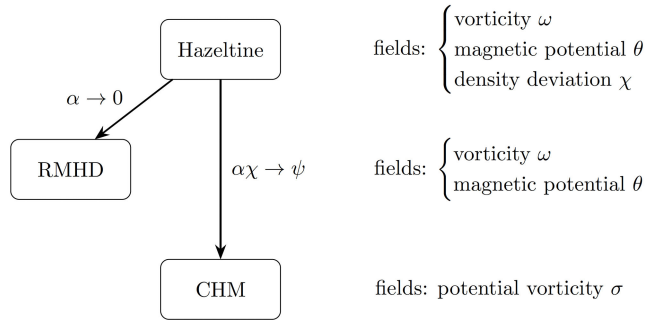 Hazeltine
fields: { vorticity ω
magnetic potential θ
density deviation χ
α → 0
RMHD
αχ → ψ
fields: { vorticity ω
magnetic potential θ
CHM
fields: potential vorticity σ